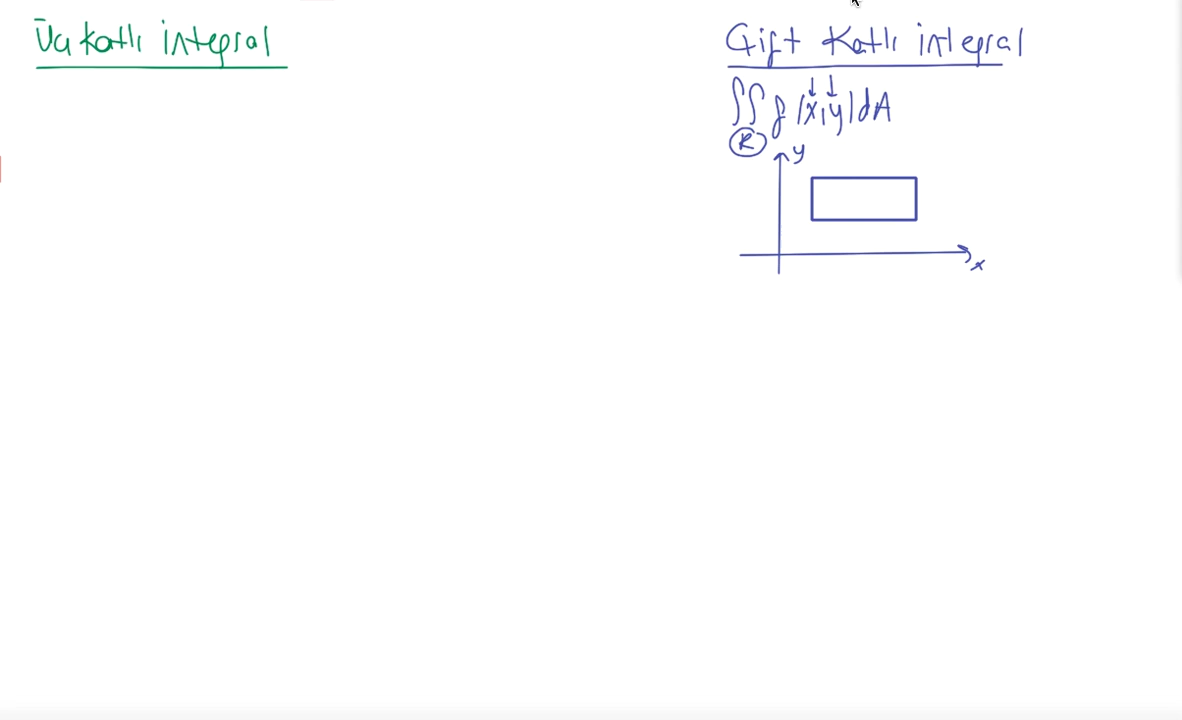 Üç katlı integral
Çift Katlı integral
∬ f(x,y)dA
R
y
x